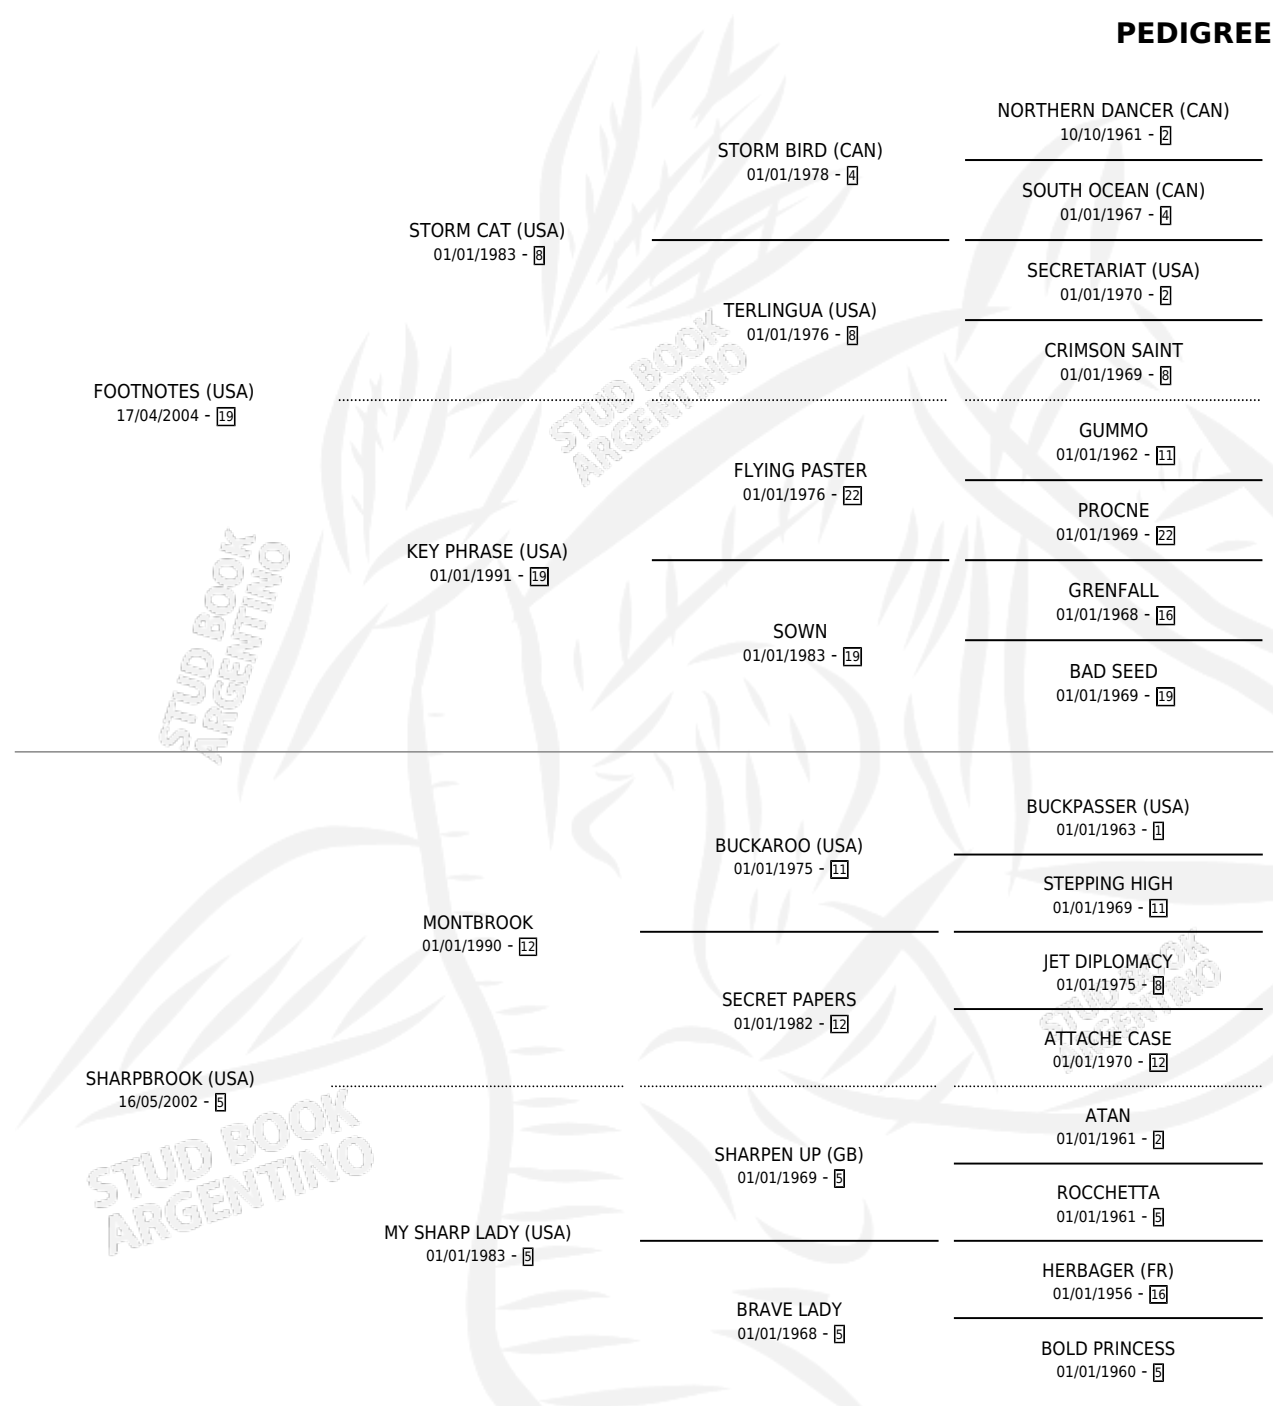 PEDIGREE
NORTHERN DANCER (CAN)
10/10/1961 - 2
STORM BIRD (CAN)
01/01/1978 - 4
SOUTH OCEAN (CAN)
01/01/1967 - 4
STORM CAT (USA)
01/01/1983 - 8
SECRETARIAT (USA)
01/01/1970 - 2
TERLINGUA (USA)
01/01/1976 - 8
CRIMSON SAINT
01/01/1969 - 8
FOOTNOTES (USA)
17/04/2004 - 19
STUD BOOK
ARGENTINO
GUMMO
01/01/1962 - 11
FLYING PASTER
01/01/1976 - 22
PROCNE
01/01/1969 - 22
KEY PHRASE (USA)
01/01/1991 - 19
GRENFALL
01/01/1968 - 16
SOWN
01/01/1983 - 19
BAD SEED
01/01/1969 - 19
STUD BOOK
ARGENTINO
BUCKPASSER (USA)
01/01/1963 - 1
BUCKAROO (USA)
01/01/1975 - 11
STEPPING HIGH
01/01/1969 - 11
MONTBROOK
01/01/1990 - 12
JET DIPLOMACY
01/01/1975 - 8
SECRET PAPERS
01/01/1982 - 12
STUD BOOK
ARGENTINO
ATTACHE CASE
01/01/1970 - 12
SHARPBROOK (USA)
16/05/2002 - 5
ATAN
01/01/1961 - 2
STUD BOOK
ARGENTINO
SHARPEN UP (GB)
01/01/1969 - 5
ROCCHETTA
01/01/1961 - 5
MY SHARP LADY (USA)
01/01/1983 - 5
HERBAGER (FR)
01/01/1956 - 16
BRAVE LADY
01/01/1968 - 5
BOLD PRINCESS
01/01/1960 - 5